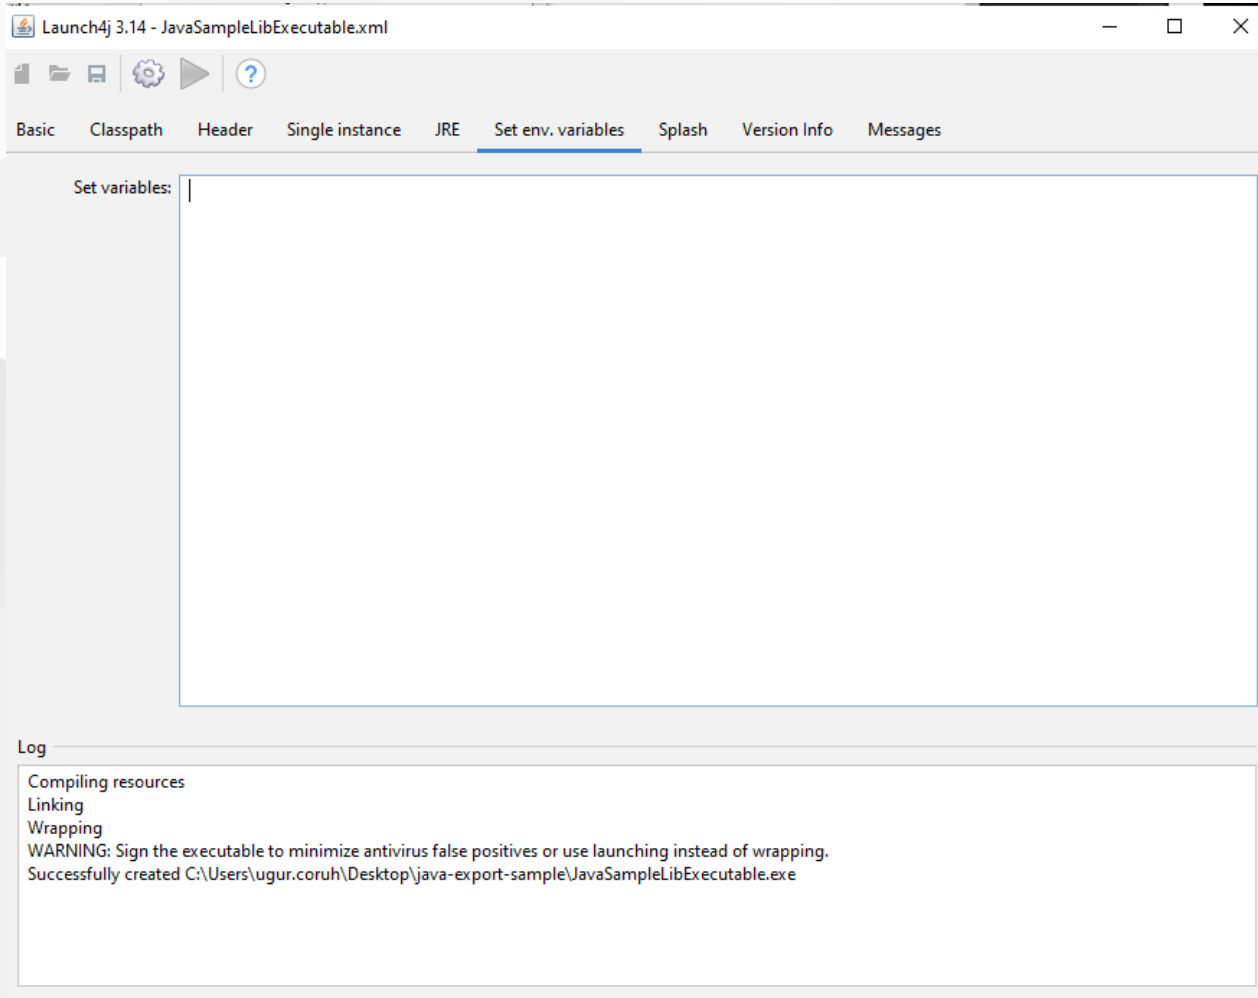 Launch4j 3.14 - JavaSampleLibExecutable.xml
?
Basic Classpath Header Single instance JRE Set env. variables Splash Version Info Messages
Set variables:
Log
Compiling resources
Linking
Wrapping
WARNING: Sign the executable to minimize antivirus false positives or use launching instead of wrapping.
Successfully created C:\Users\ugur.coruh\Desktop\java-export-sample\JavaSampleLibExecutable.exe